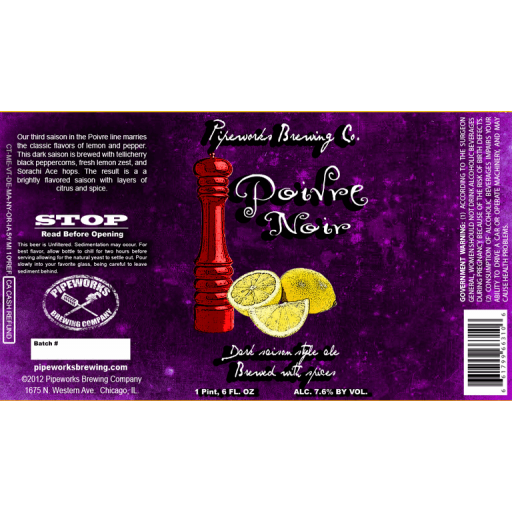 Our third saison in the Poivre line marries
the classic flavors of lemon and pepper.
This dark saison is brewed with tellicherry
black peppercorns, fresh lemon zest, and
Sorachi Ace hops. The result is a a
brightly flavored saison with layers of
citrus and spice.
STOP
Read Before Opening
This beer is Unfiltered. Sedimentation may occur. For
best flavor, allow bottle to chill for two hours before
serving allowing for the natural yeast to settle out. Pour
slowly into your favorite glass, being careful to leave
sediment behind.
PIPEWORKS
BREWING COMPANY
Batch #
pipeworksbrewing.com
©2012 Pipeworks Brewing Company
1675 N. Western Ave. Chicago, IL.
CT-ME-VT-DE-MA-NY-OR-IA 5¢ MI 10¢REF
CA CASH REFUND
Pipeworks Brewing Co.
Poivre
Noir
Dark saison style ale
Brewed with spices
1 Pint, 6 FL. OZ
ALC. 7.6% BY VOL.
GOVERNMENT WARNING: (1) ACCORDING TO THE SURGEON
GENERAL, WOMEN SHOULD NOT DRINK ALCOHOLIC BEVERAGES
DURING PREGNANCY BECAUSE OF THE RISK OF BIRTH DEFECTS.
(2) CONSUMPTION OF ALCOHOLIC BEVERAGES IMPAIRS YOUR
ABILITY TO DRIVE A CAR OR OPERATE MACHINERY, AND MAY
CAUSE HEALTH PROBLEMS.